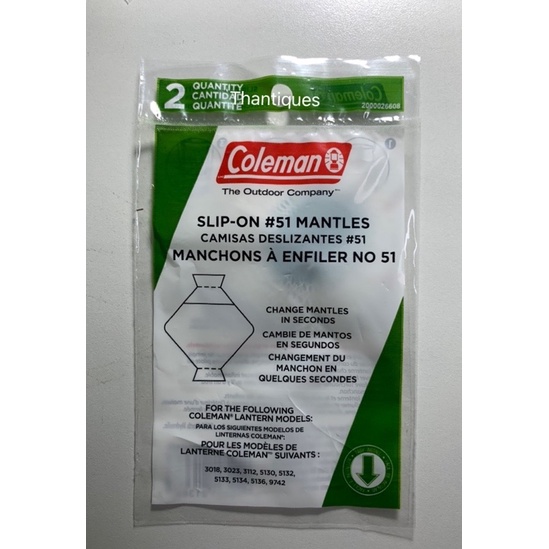 2 QUANTITY
CANTIDAD
QUANTITÉ
Thantiques
Coleman
2000026608
Coleman
The Outdoor Company™
SLIP-ON #51 MANTLES
CAMISAS DESLIZANTES #51
MANCHONS À ENFILER NO 51
CHANGE MANTLES
IN SECONDS
CAMBIE DE MANTOS
EN SEGUNDOS
CHANGEMENT DU
MANCHON EN
QUELQUES SECONDES
FOR THE FOLLOWING
COLEMAN® LANTERN MODELS:
PARA LOS SIGUIENTES MODELOS DE
LINTERNAS COLEMAN®:
POUR LES MODÈLES DE
LANTERNE COLEMAN™ SUIVANTS :
3018, 3023, 3112, 5130, 5132,
5133, 5134, 5136, 9742